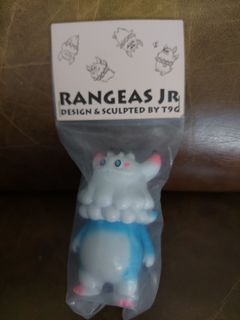 RANGEAS JR
DESIGN & SCULPTED BY T9G